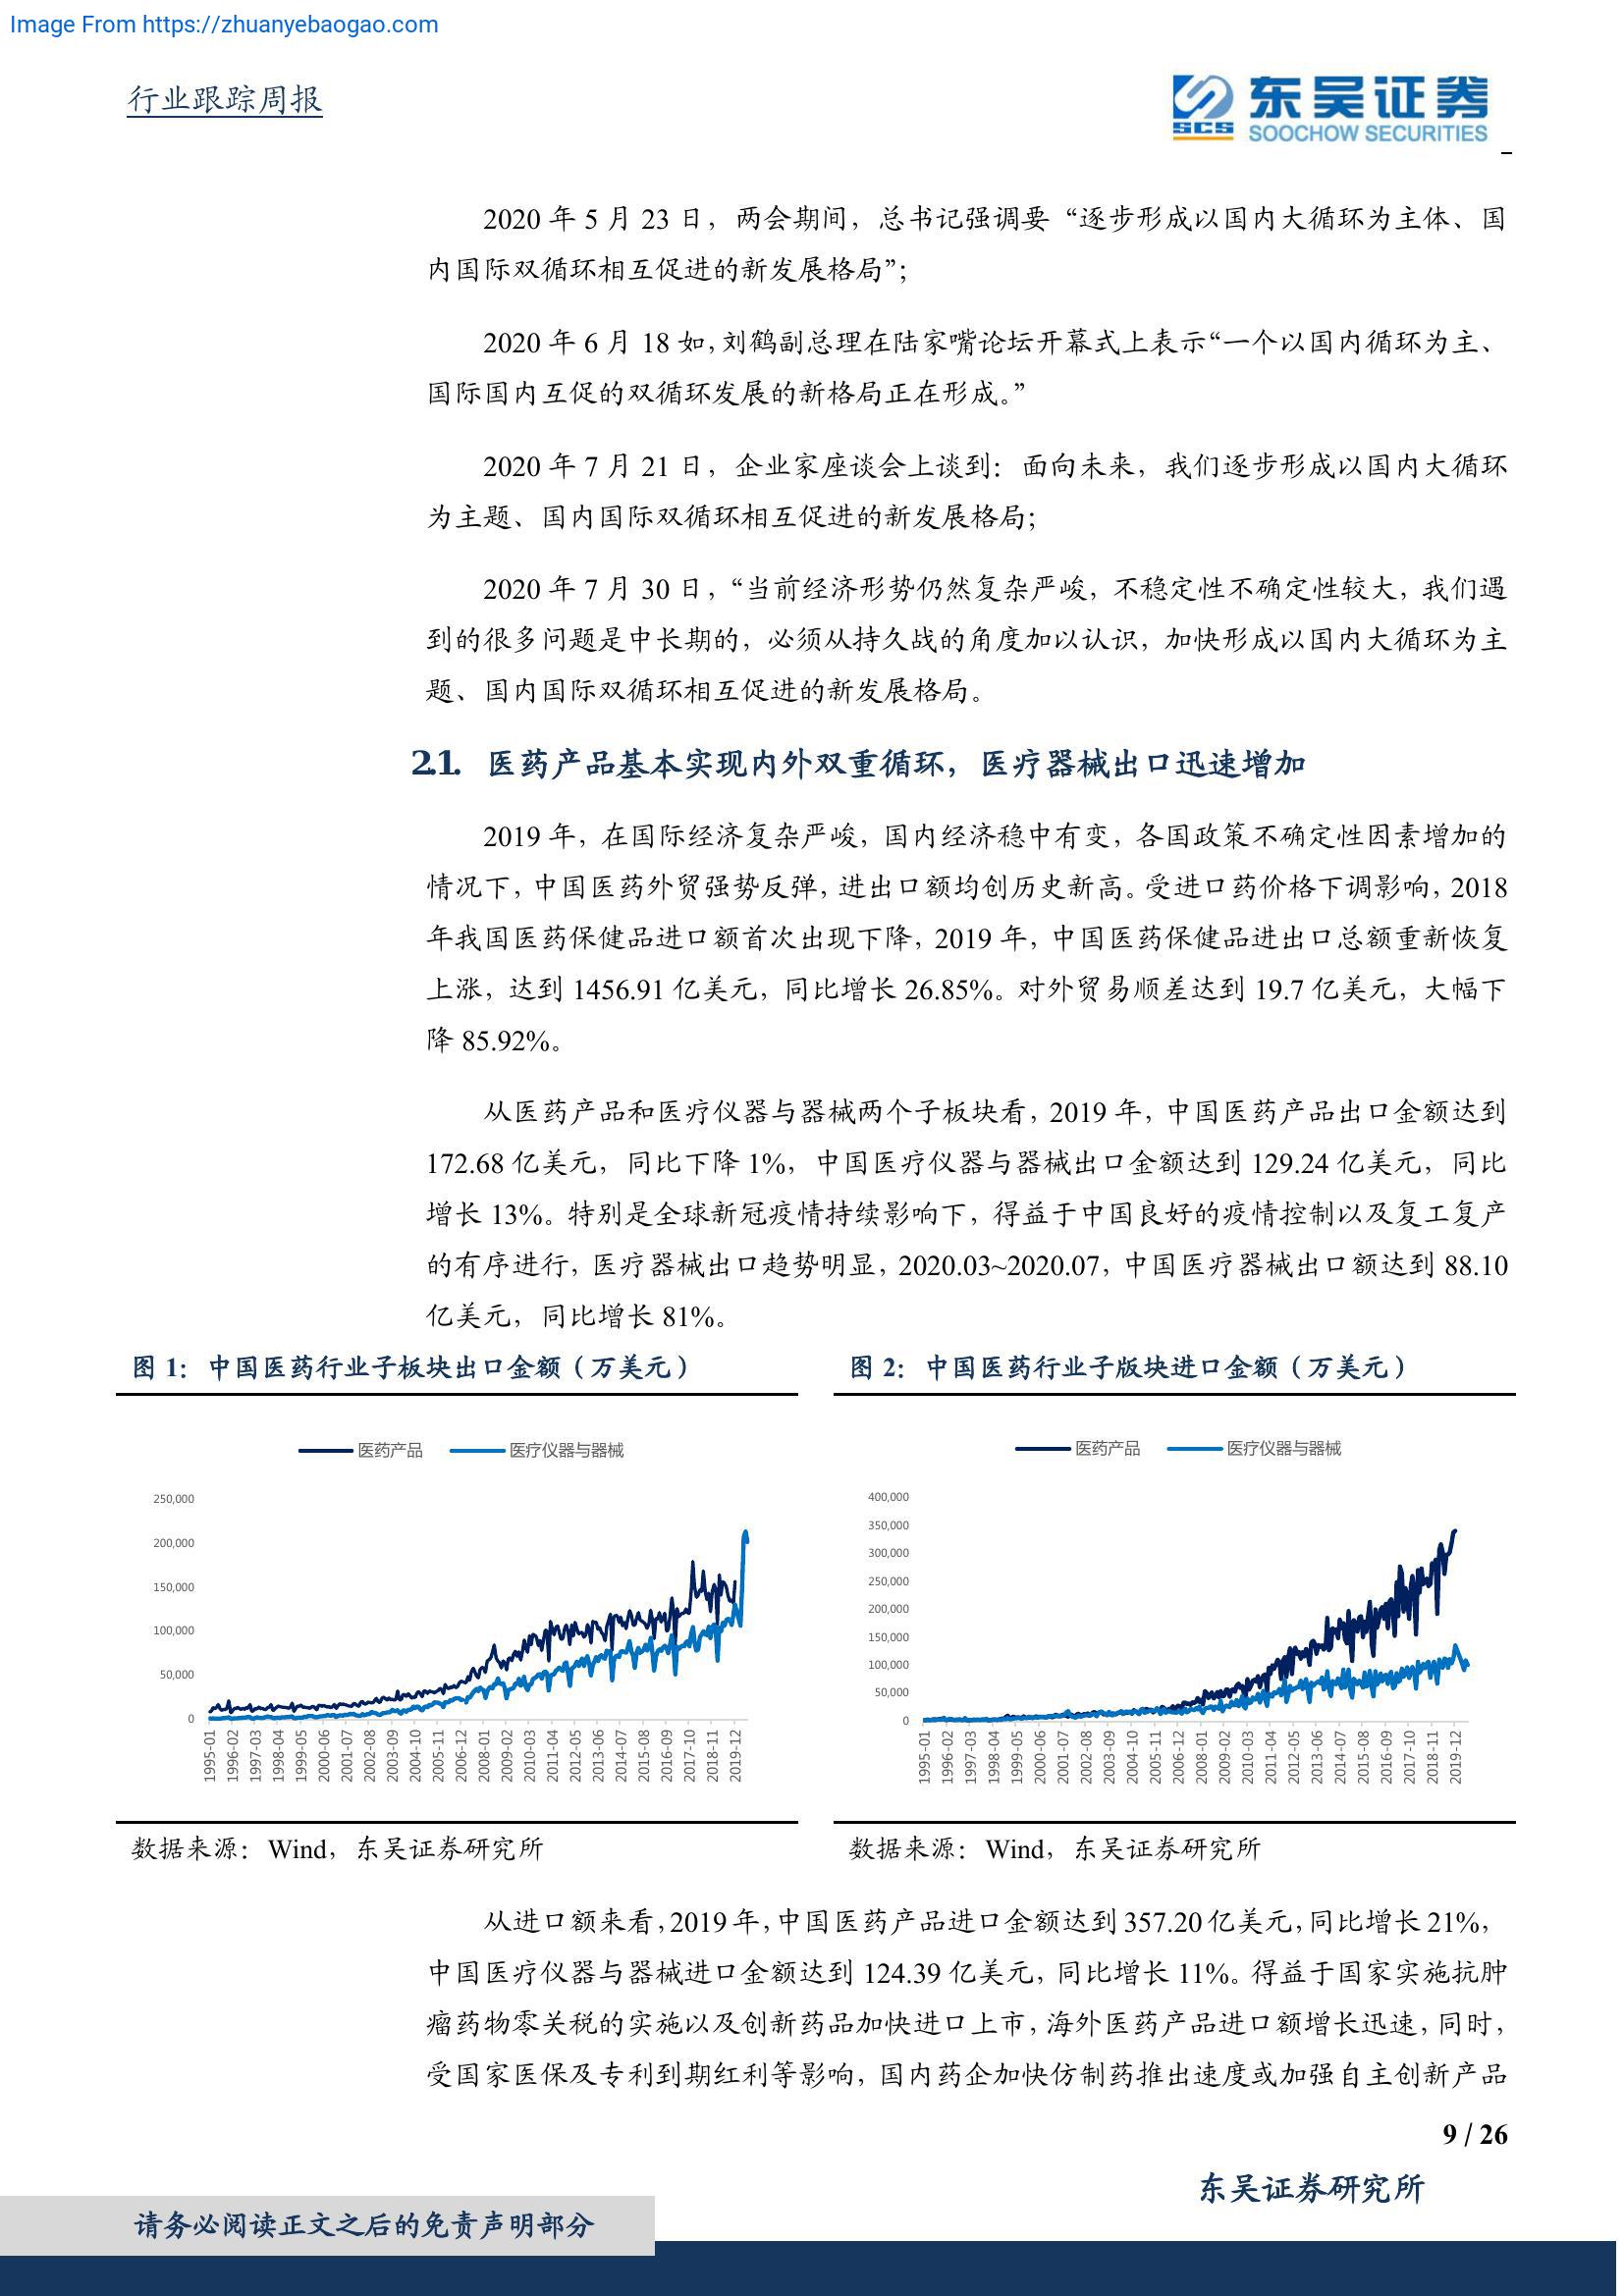 Image From https://zhuanyebaogao.com
行业跟踪周报
SCS
东吴证券
SOOCHOW SECURITIES
2020 年 5 月 23 日，两会期间，总书记强调要“逐步形成以国内大循环为主体、国
内国际双循环相互促进的新发展格局”；
2020 年 6 月 18 如，刘鹤副总理在陆家嘴论坛开幕式上表示“一个以国内循环为主、
国际国内互促的双循环发展的新格局正在形成。”
2020 年 7 月 21 日，企业家座谈会上谈到：面向未来，我们逐步形成以国内大循环
为主题、国内国际双循环相互促进的新发展格局；
2020 年 7 月 30 日，“当前经济形势仍然复杂严峻，不稳定性不确定性较大，我们遇
到的很多问题是中长期的，必须从持久战的角度加以认识，加快形成以国内大循环为主
题、国内国际双循环相互促进的新发展格局。
2.1. 医药产品基本实现内外双重循环，医疗器械出口迅速增加
2019 年，在国际经济复杂严峻，国内经济稳中有变，各国政策不确定性因素增加的
情况下，中国医药外贸强势反弹，进出口额均创历史新高。受进口药价格下调影响，2018
年我国医药保健品进口额首次出现下降，2019 年，中国医药保健品进出口总额重新恢复
上涨，达到 1456.91 亿美元，同比增长 26.85%。对外贸易顺差达到 19.7 亿美元，大幅下
降 85.92%。
从医药产品和医疗仪器与器械两个子板块看，2019 年，中国医药产品出口金额达到
172.68 亿美元，同比下降 1%，中国医疗仪器与器械出口金额达到 129.24 亿美元，同比
增长 13%。特别是全球新冠疫情持续影响下，得益于中国良好的疫情控制以及复工复产
的有序进行，医疗器械出口趋势明显，2020.03~2020.07，中国医疗器械出口额达到 88.10
亿美元，同比增长 81%。
图 1：中国医药行业子板块出口金额（万美元）
医药产品 医疗仪器与器械
250,000
200,000
150,000
100,000
50,000
0
1995-01 1996-02 1997-03 1998-04 1999-05 2000-06 2001-07 2002-08 2003-09 2004-10 2005-11 2006-12 2008-01 2009-02 2010-03 2011-04 2012-05 2013-06 2014-07 2015-08 2016-09 2017-10 2018-11 2019-12
数据来源：Wind，东吴证券研究所
图 2：中国医药行业子版块进口金额（万美元）
医药产品 医疗仪器与器械
400,000
350,000
300,000
250,000
200,000
150,000
100,000
50,000
0
1995-01 1996-02 1997-03 1998-04 1999-05 2000-06 2001-07 2002-08 2003-09 2004-10 2005-11 2006-12 2008-01 2009-02 2010-03 2011-04 2012-05 2013-06 2014-07 2015-08 2016-09 2017-10 2018-11 2019-12
数据来源：Wind，东吴证券研究所
从进口额来看，2019 年，中国医药产品进口金额达到 357.20 亿美元，同比增长 21%，
中国医疗仪器与器械进口金额达到 124.39 亿美元，同比增长 11%。得益于国家实施抗肿
瘤药物零关税的实施以及创新药品加快进口上市，海外医药产品进口额增长迅速，同时，
受国家医保及专利到期红利等影响，国内药企加快仿制药推出速度或加强自主创新产品
9 / 26
东吴证券研究所
请务必阅读正文之后的免责声明部分